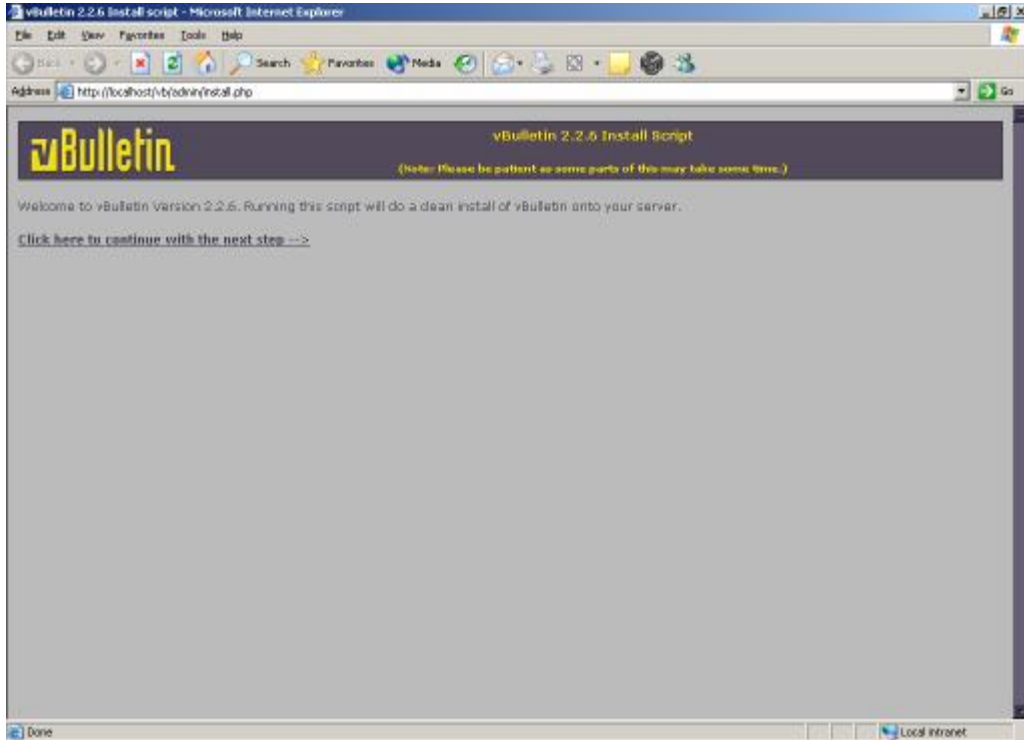 vBulletin 2.2.6 Install script - Microsoft Internet Explorer
File Edit View Favorites Tools Help
Back Search Favorites Media
Address http://localhost/vb/admin/install.php Go
vBulletin
vBulletin 2.2.6 Install Script
(Note: Please be patient as some parts of this may take some time.)
Welcome to vBulletin Version 2.2.6. Running this script will do a clean install of vBulletin onto your server.
Click here to continue with the next step -->
Done Local intranet